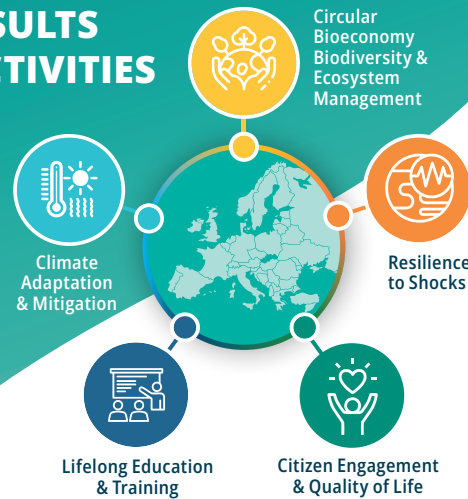 SULTS
CTIVITIES
Circular
Bioeconomy
Biodiversity &
Ecosystem
Management
Climate
Adaptation
& Mitigation
Resilience
to Shocks
Lifelong Education
& Training
Citizen Engagement
& Quality of Life